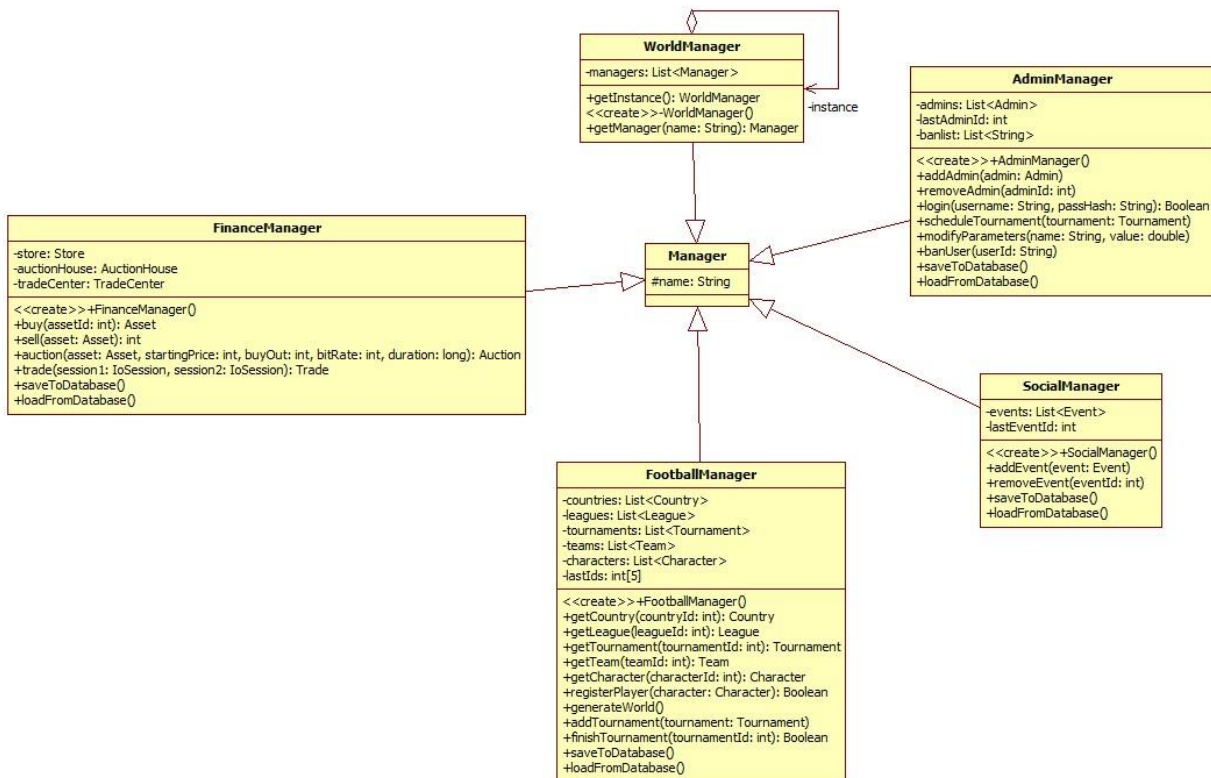 WorldManager
-managers: List<Manager>
+getInstance(): WorldManager
<<create>>-WorldManager()
+getManager(name: String): Manager
-instance
AdminManager
-admins: List<Admin>
-lastAdminId: int
-banlist: List<String>
<<create>>+AdminManager()
+addAdmin(admin: Admin)
+removeAdmin(adminId: int)
+login(username: String, passHash: String): Boolean
+scheduleTournament(tournament: Tournament)
+modifyParameters(name: String, value: double)
+banUser(userId: String)
+saveToDatabase()
+loadFromDatabase()
FinanceManager
-store: Store
-auctionHouse: AuctionHouse
-tradeCenter: TradeCenter
<<create>>+FinanceManager()
+buy(assetId: int): Asset
+sell(asset: Asset): int
+auction(asset: Asset, startingPrice: int, buyOut: int, bitRate: int, duration: long): Auction
+trade(session1: IoSession, session2: IoSession): Trade
+saveToDatabase()
+loadFromDatabase()
Manager
#name: String
SocialManager
-events: List<Event>
-lastEventId: int
<<create>>+SocialManager()
+addEvent(event: Event)
+removeEvent(eventId: int)
+saveToDatabase()
+loadFromDatabase()
FootballManager
-countries: List<Country>
-leagues: List<League>
-tournaments: List<Tournament>
-teams: List<Team>
-characters: List<Character>
-lastIds: int[5]
<<create>>+FootballManager()
+getCountry(countryId: int): Country
+getLeague(leagueId: int): League
+getTournament(tournamentId: int): Tournament
+getTeam(teamId: int): Team
+getCharacter(characterId: int): Character
+registerPlayer(character: Character): Boolean
+generateWorld()
+addTournament(tournament: Tournament)
+finishTournament(tournamentId: int): Boolean
+saveToDatabase()
+loadFromDatabase()